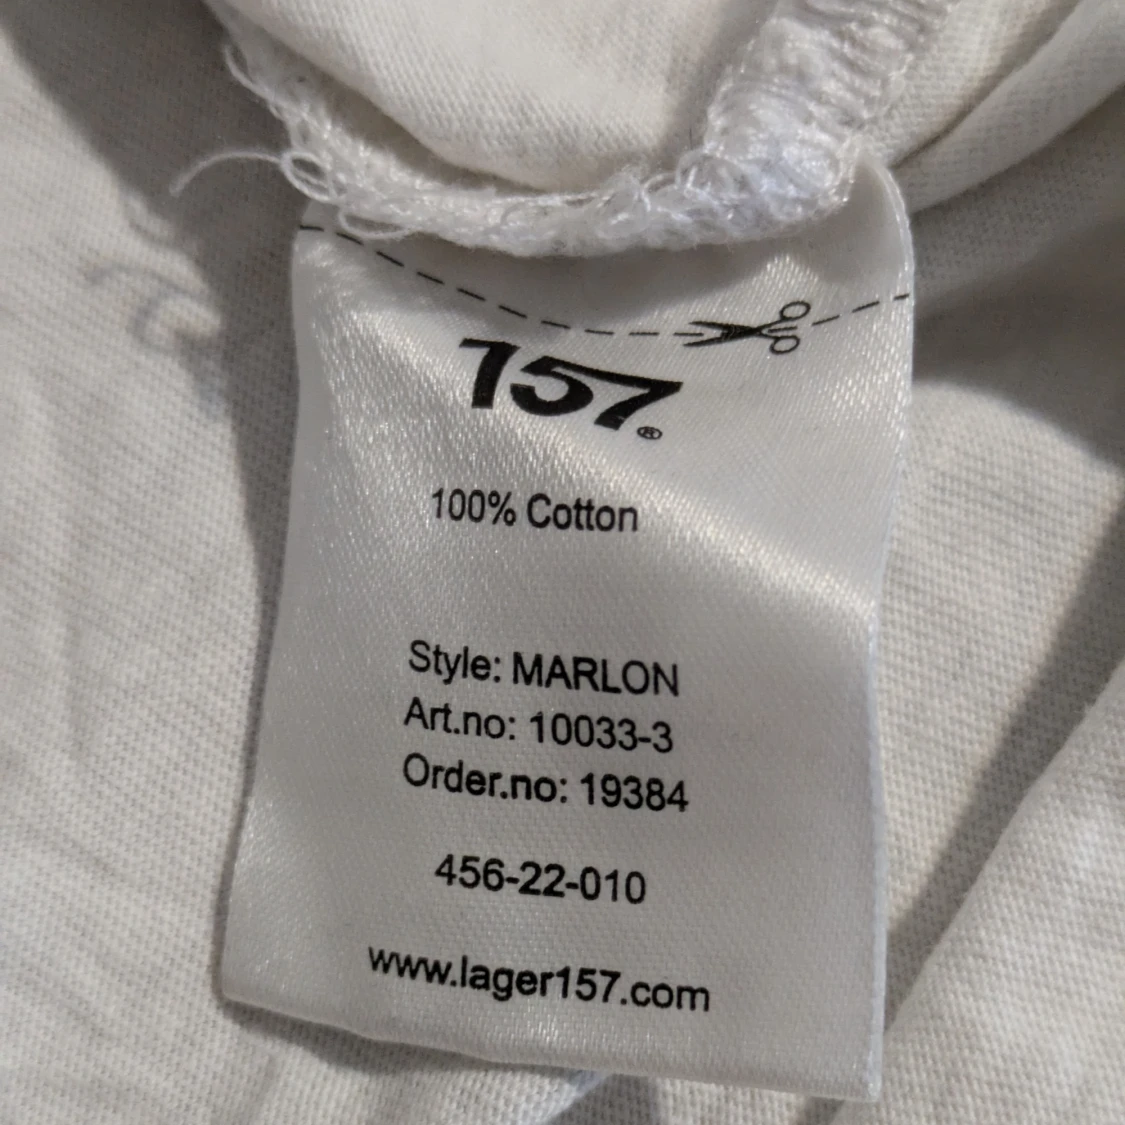 157®
100% Cotton
Style: MARLON
Art.no: 10033-3
Order.no: 19384
456-22-010
www.lager157.com